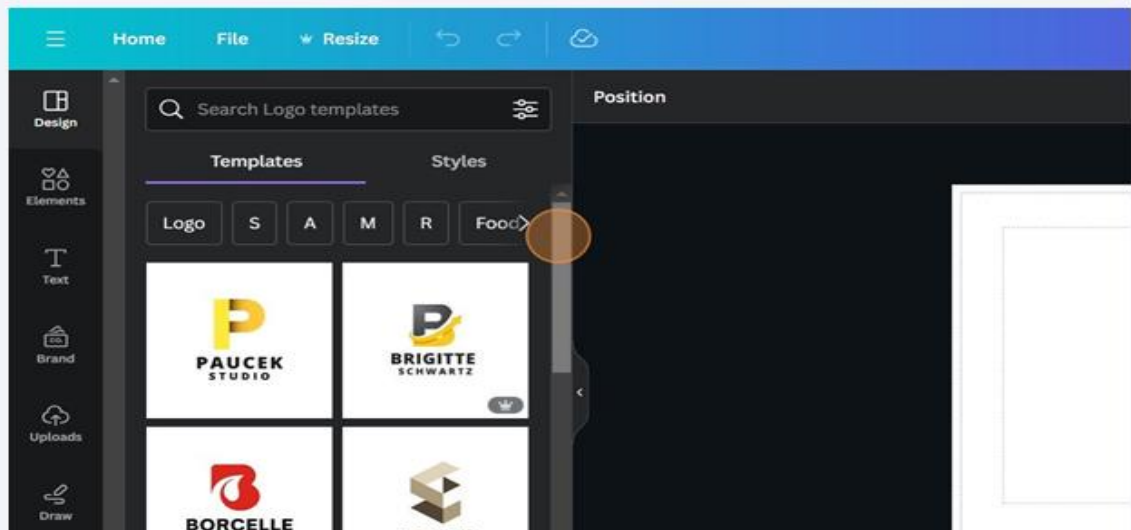 Home File Resize
Design
Elements
Text
CO.
Brand
Uploads
Draw
Search Logo templates
Templates Styles
Logo S A M R Food
PAUCEK
STUDIO
BRIGITTE
SCHWARTZ
BORCELLE
Position